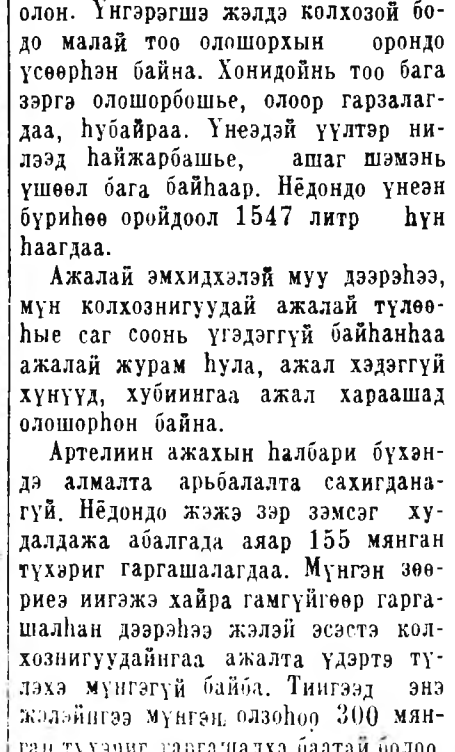 олон. Үнгэрэгшэ жэлдэ колхозой бо-
до малай тоо олошорхын орондо
үсөөрһэн байна. Хонидойнь тоо бага
зэргэ олошорбошье, олоор гарзалаг-
даа, һубайраа. Үнеэдэй үүлтэр ни-
лээд һайжарбашье, ашаг шэмэнь
үшөөл бага байһаар. Нёдондо үнеэн
бүриһөө оройдоол 1547 литр һүн
һаагдаа.
Ажалай эмхидхэлэй муу дээрэһээ,
мүн колхознигуудай ажалай түлөө-
һые саг соонь үгэдэггүй байһанһаа
ажалай журам һула, ажал хэдэггүй
хүнүүд, хубиингаа ажал хараашад
олошорһон байна.
Артелиин ажахын һалбари бүхэн-
дэ алмалта арьбалалта сахигдана-
гүй. Нёдондо жэжэ зэр зэмсэг ху-
далдажа абалгада аяар 155 мянган
түхэриг гаргашалагдаа. Мүнгэн зөө-
риеэ иигэжэ хайра гамгүйгөөр гарга-
шалһан дээрэһээ жэлэй эсэстэ кол-
хознигуудайнгаа ажалта үдэртэ тү-
лэхэ мүнгэгүй байба. Тиигээд энэ
жэлэйнгээ мүнгэн олзоһоо 300 мян-
ган түхэриг гаргашалха баатай болоо.